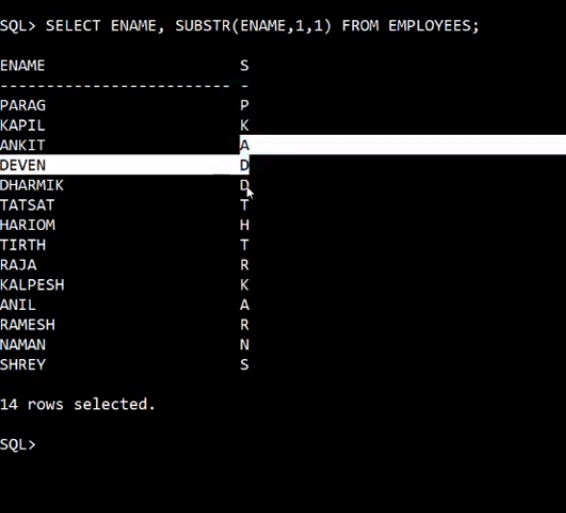 SQL> SELECT ENAME, SUBSTR(ENAME,1,1) FROM EMPLOYEES;
ENAME S
------------------------- -
PARAG P
KAPIL K
ANKIT A
DEVEN D
DHARMIK D
TATSAT T
HARIOM H
TIRTH T
RAJA R
KALPESH K
ANIL A
RAMESH R
NAMAN N
SHREY S
14 rows selected.
SQL>